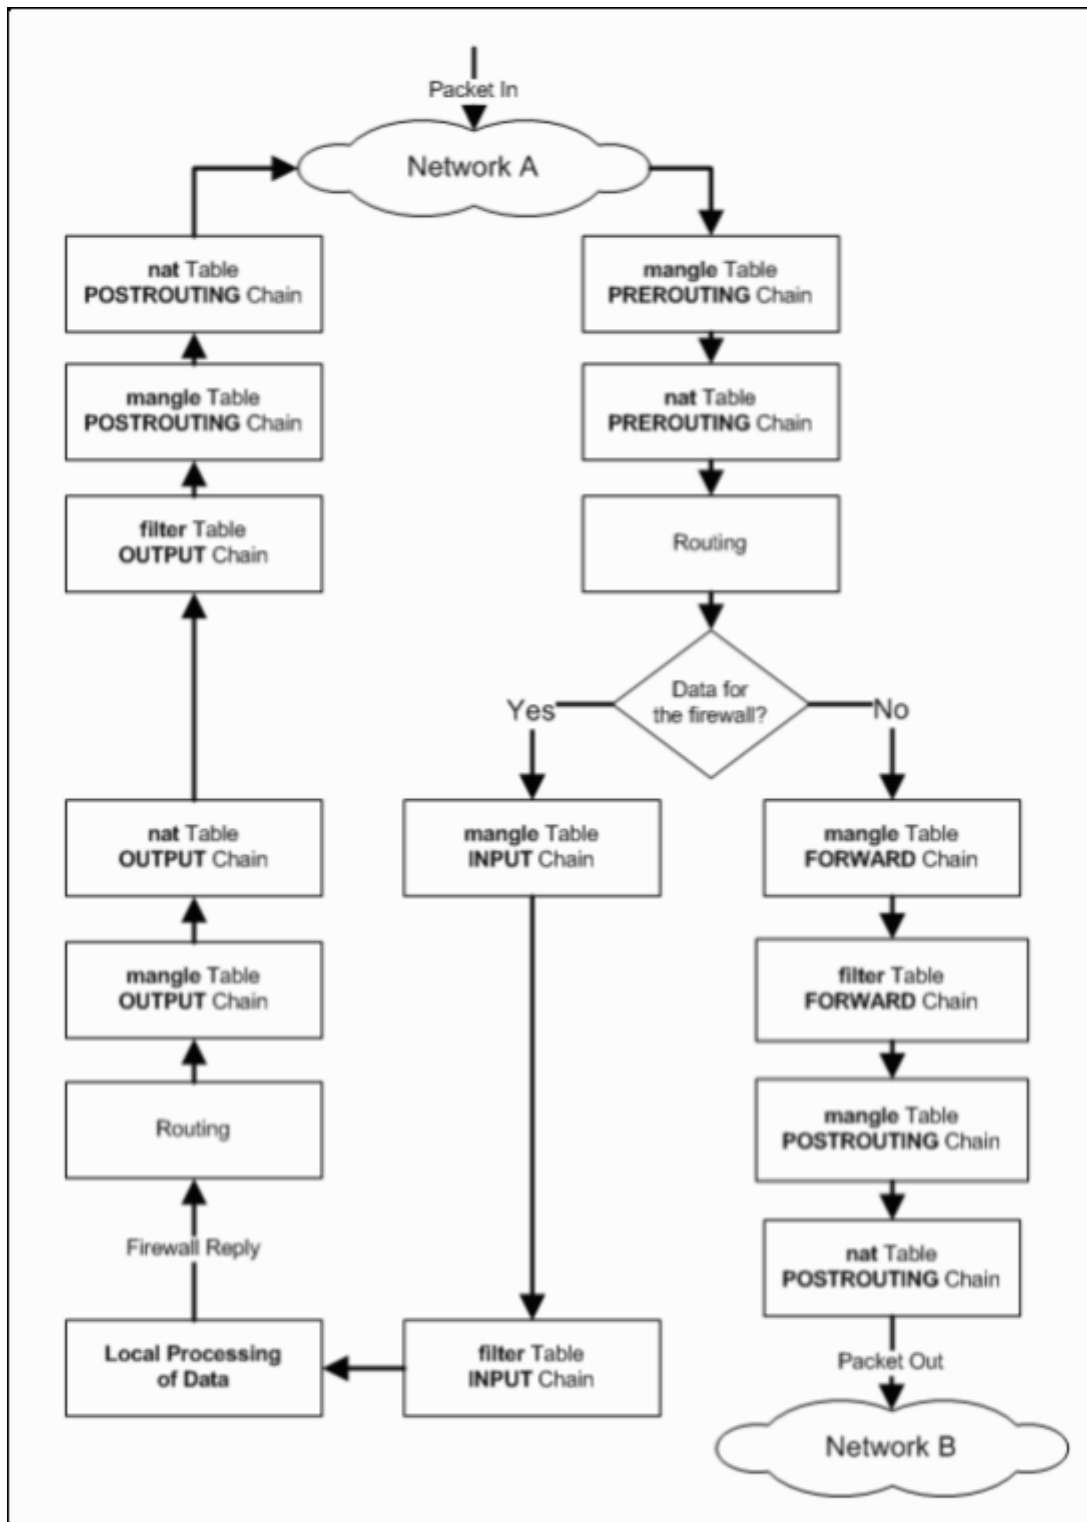 Packet In
Network A
nat Table
POSTROUTING Chain
mangle Table
POSTROUTING Chain
filter Table
OUTPUT Chain
nat Table
OUTPUT Chain
mangle Table
OUTPUT Chain
Routing
Firewall Reply
Local Processing
of Data
mangle Table
PREROUTING Chain
nat Table
PREROUTING Chain
Routing
Data for
the firewall?
Yes
No
mangle Table
INPUT Chain
filter Table
INPUT Chain
mangle Table
FORWARD Chain
filter Table
FORWARD Chain
mangle Table
POSTROUTING Chain
nat Table
POSTROUTING Chain
Packet Out
Network B